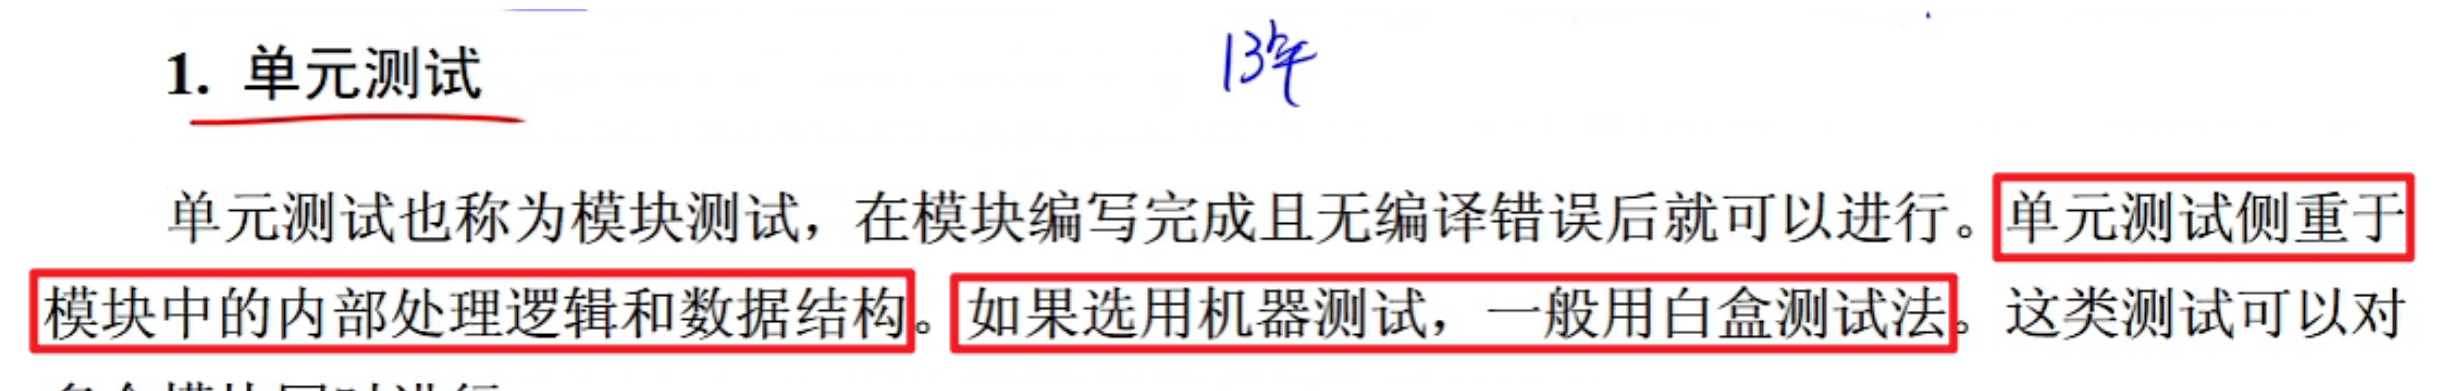 1. 单元测试 13年
单元测试也称为模块测试，在模块编写完成且无编译错误后就可以进行。单元测试侧重于
模块中的内部处理逻辑和数据结构。如果选用机器测试，一般用白盒测试法。这类测试可以对